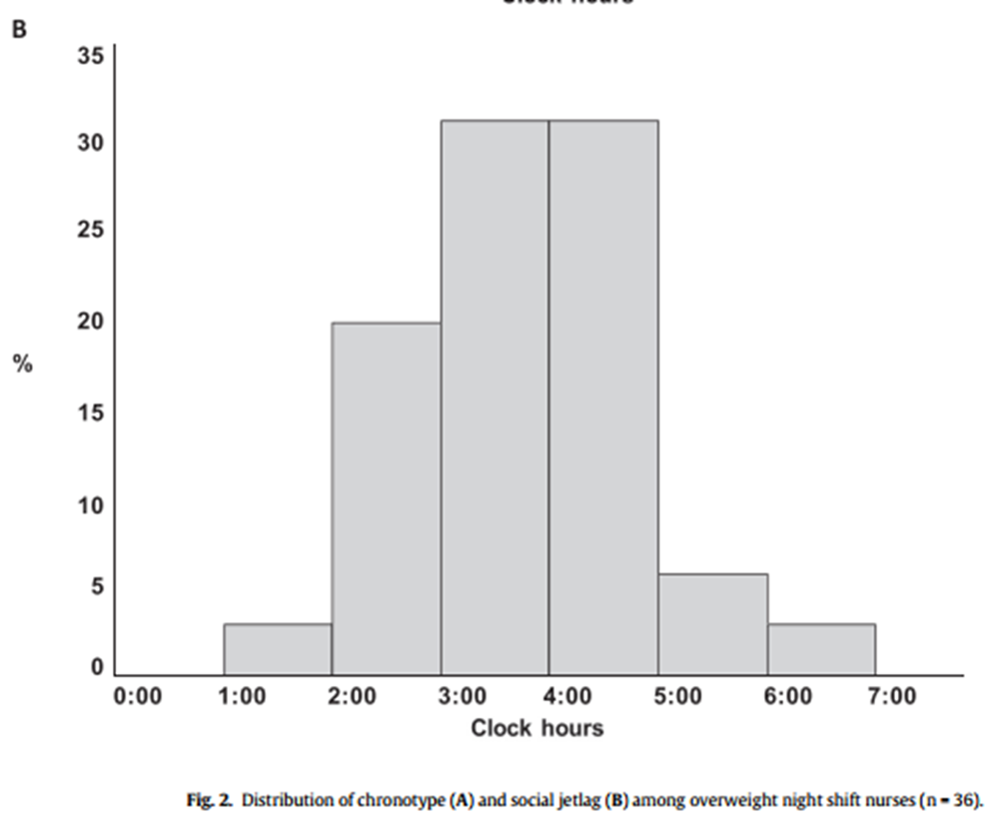 Clock hours
B
35
30
25
20
%
15
10
5
0
0:00 1:00 2:00 3:00 4:00 5:00 6:00 7:00
Clock hours
Fig. 2. Distribution of chronotype (A) and social jetlag (B) among overweight night shift nurses (n = 36).